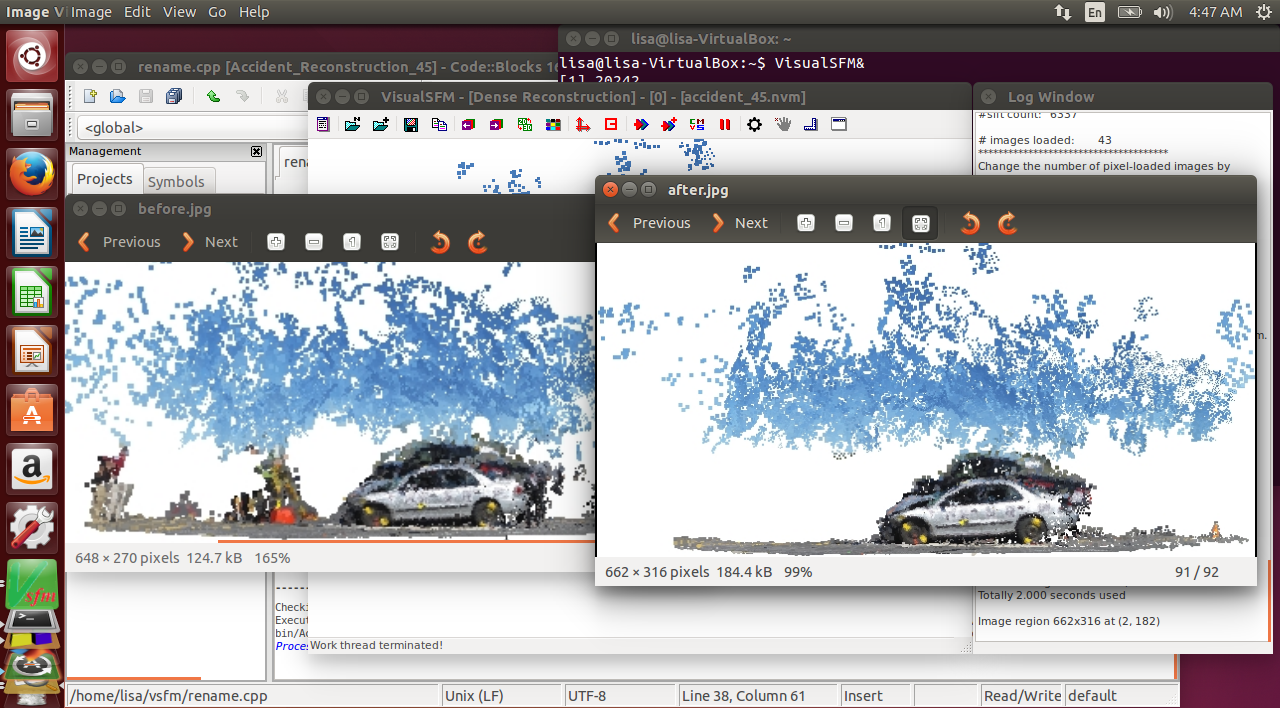 Image Vi Image Edit View Go Help
En
4:47 AM
lisa@lisa-VirtualBox: ~
rename.cpp [Accident_Reconstruction_45] - Code::Blocks 16
lisa@lisa-VirtualBox:~$ VisualSFM&
[1] 20242
VisualSFM - [Dense Reconstruction] - [0] - [accident_45.nvm]
Log Window
<global>
#sift count: 6337
# images loaded: 43
**************************************
Change the number of pixel-loaded images by
Management
Projects
Symbols
rena
before.jpg
Previous
Next
after.jpg
Previous
Next
m.
648 × 270 pixels 124.7 kB 165%
662 × 316 pixels 184.4 kB 99%
91 / 92
Checki
Execut
bin/Ac
Proces
Totally 2.000 seconds used
Image region 662x316 at (2, 182)
Work thread terminated!
/home/lisa/vsfm/rename.cpp
Unix (LF)
UTF-8
Line 38, Column 61
Insert
Read/Write
default